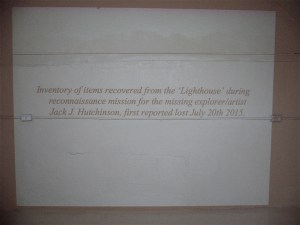 Inventory of items recovered from the 'Lighthouse' during
reconnaissance mission for the missing explorer/artist
Jack J. Hutchinson, first reported lost July 20th 2015.